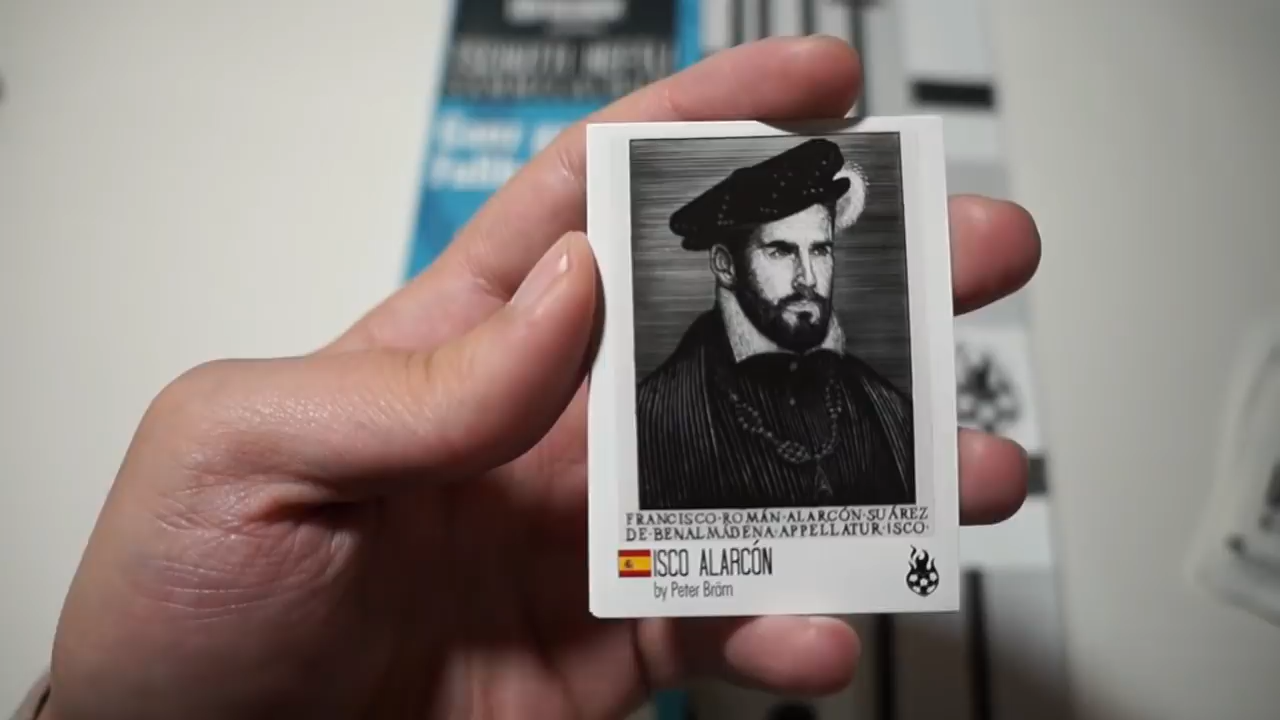 FRANCISCO·ROMÁN·ALARCÓN·SUÁREZ
DE·BENALMÁDENA·APPELLATUR·ISCO·
ISCO ALARCÓN
by Peter Bröm